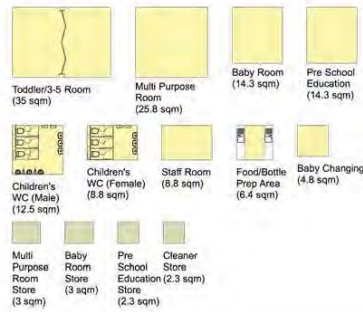 Toddler/3-5 Room
(35 sqm)
Multi Purpose
Room
(25.8 sqm)
Baby Room
(14.3 sqm)
Pre School
Education
(14.3 sqm)
Children's
WC (Male)
(12.5 sqm)
Children's
WC (Female)
(8.8 sqm)
Staff Room
(8.8 sqm)
Food/Bottle
Prep Area
(6.4 sqm)
Baby Changing
(4.8 sqm)
Multi
Purpose
Room
Store
(3 sqm)
Baby
Room
Store
(3 sqm)
Pre
School
Education
Store
(2.3 sqm)
Cleaner
Store
(2.3 sqm)